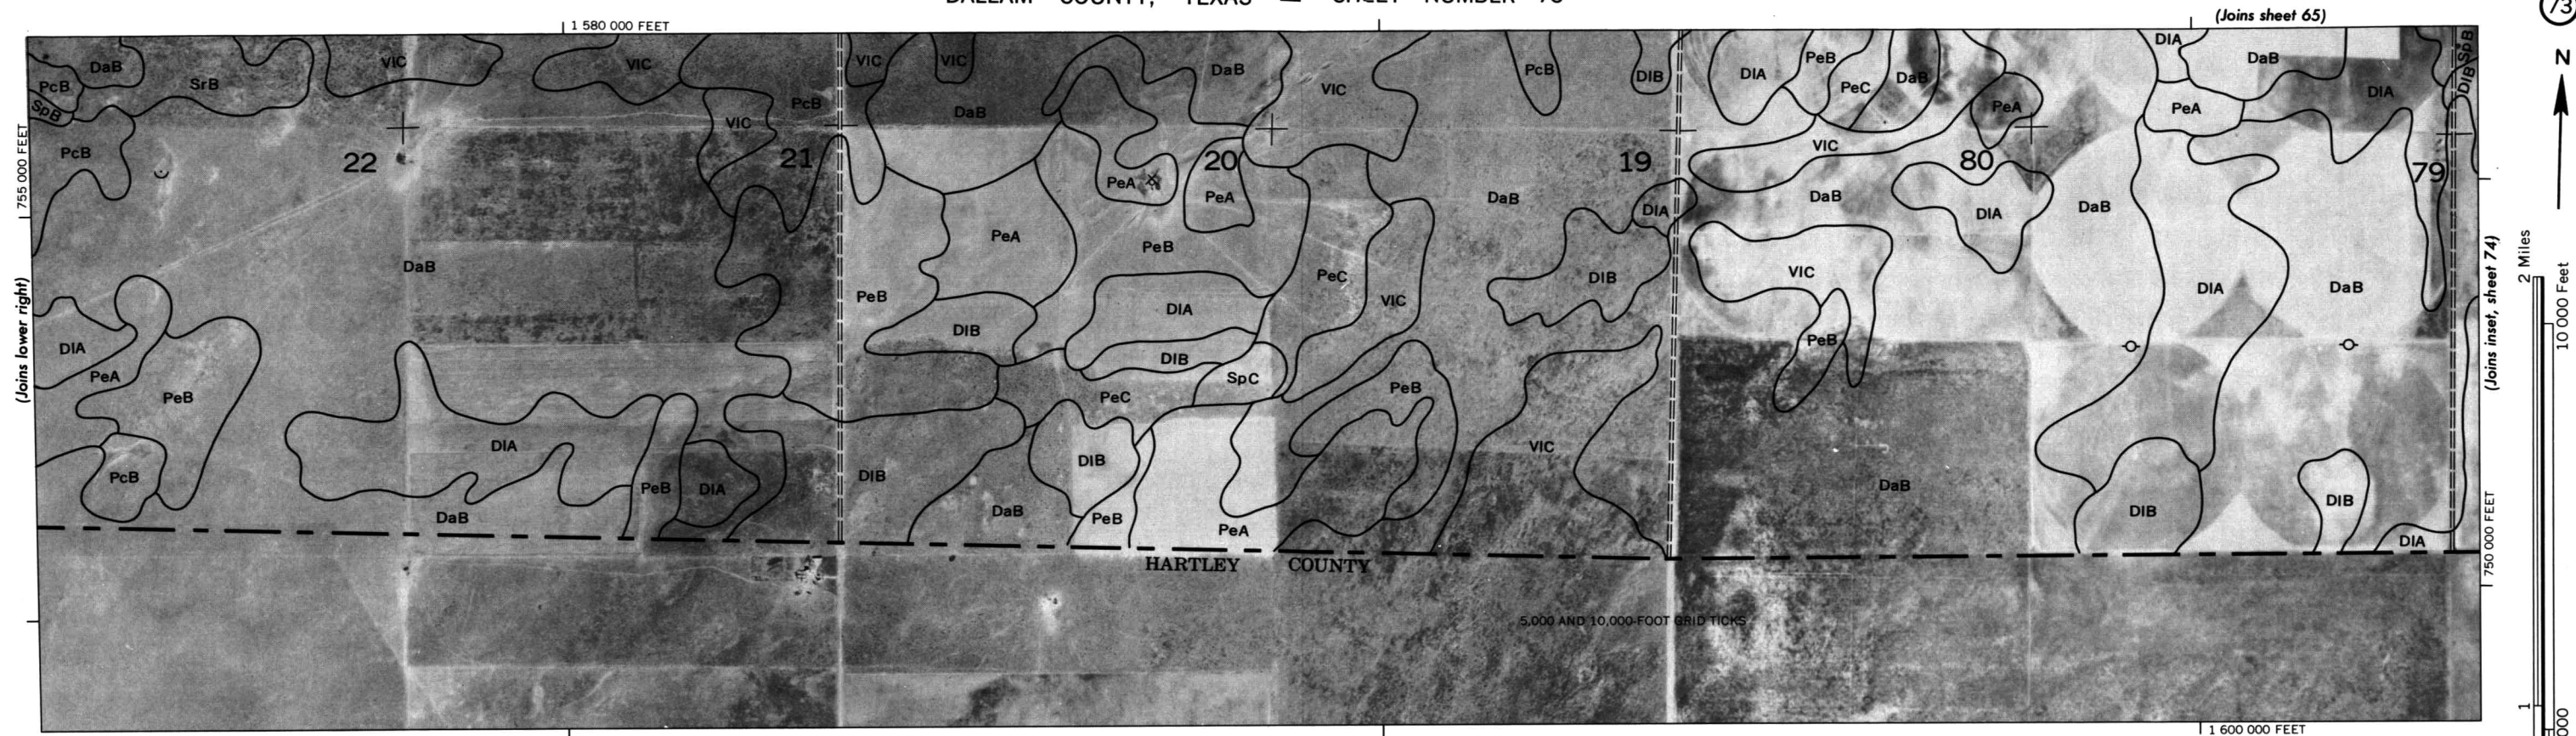 DALLAM COUNTY, TEXAS — SHEET NUMBER 73
73
(Joins sheet 65)
1 580 000 FEET
N
DaB
PcB
SpB
SrB
VIC
VIC
VIC
VIC
DaB
VIC
PcB
DIB
DIA
PeB
PeC
DaB
DIA
DaB
DIB
SpB
PcB
DaB
VIC
PeA
PeA
DIA
755 000 FEET
PcB
22
21
20
19
VIC
80
79
PeA
PeA
DaB
DIA
DaB
DIA
DaB
PeA
PeB
DaB
PeB
PeC
VIC
DIB
VIC
DIA
DaB
(Joins lower right)
(Joins inset, sheet 74)
2 Miles
10 000 Feet
DIA
DIB
DIA
DIA
PeA
PeB
DIB
SpC
PeC
PeB
PeB
DIA
VIC
PcB
PeB
DIA
DIB
DIB
DaB
DaB
DaB
PeB
PeA
DIB
DIB
DIA
750 000 FEET
HARTLEY COUNTY
5,000 AND 10,000-FOOT GRID TICKS
1
000
1 600 000 FEET